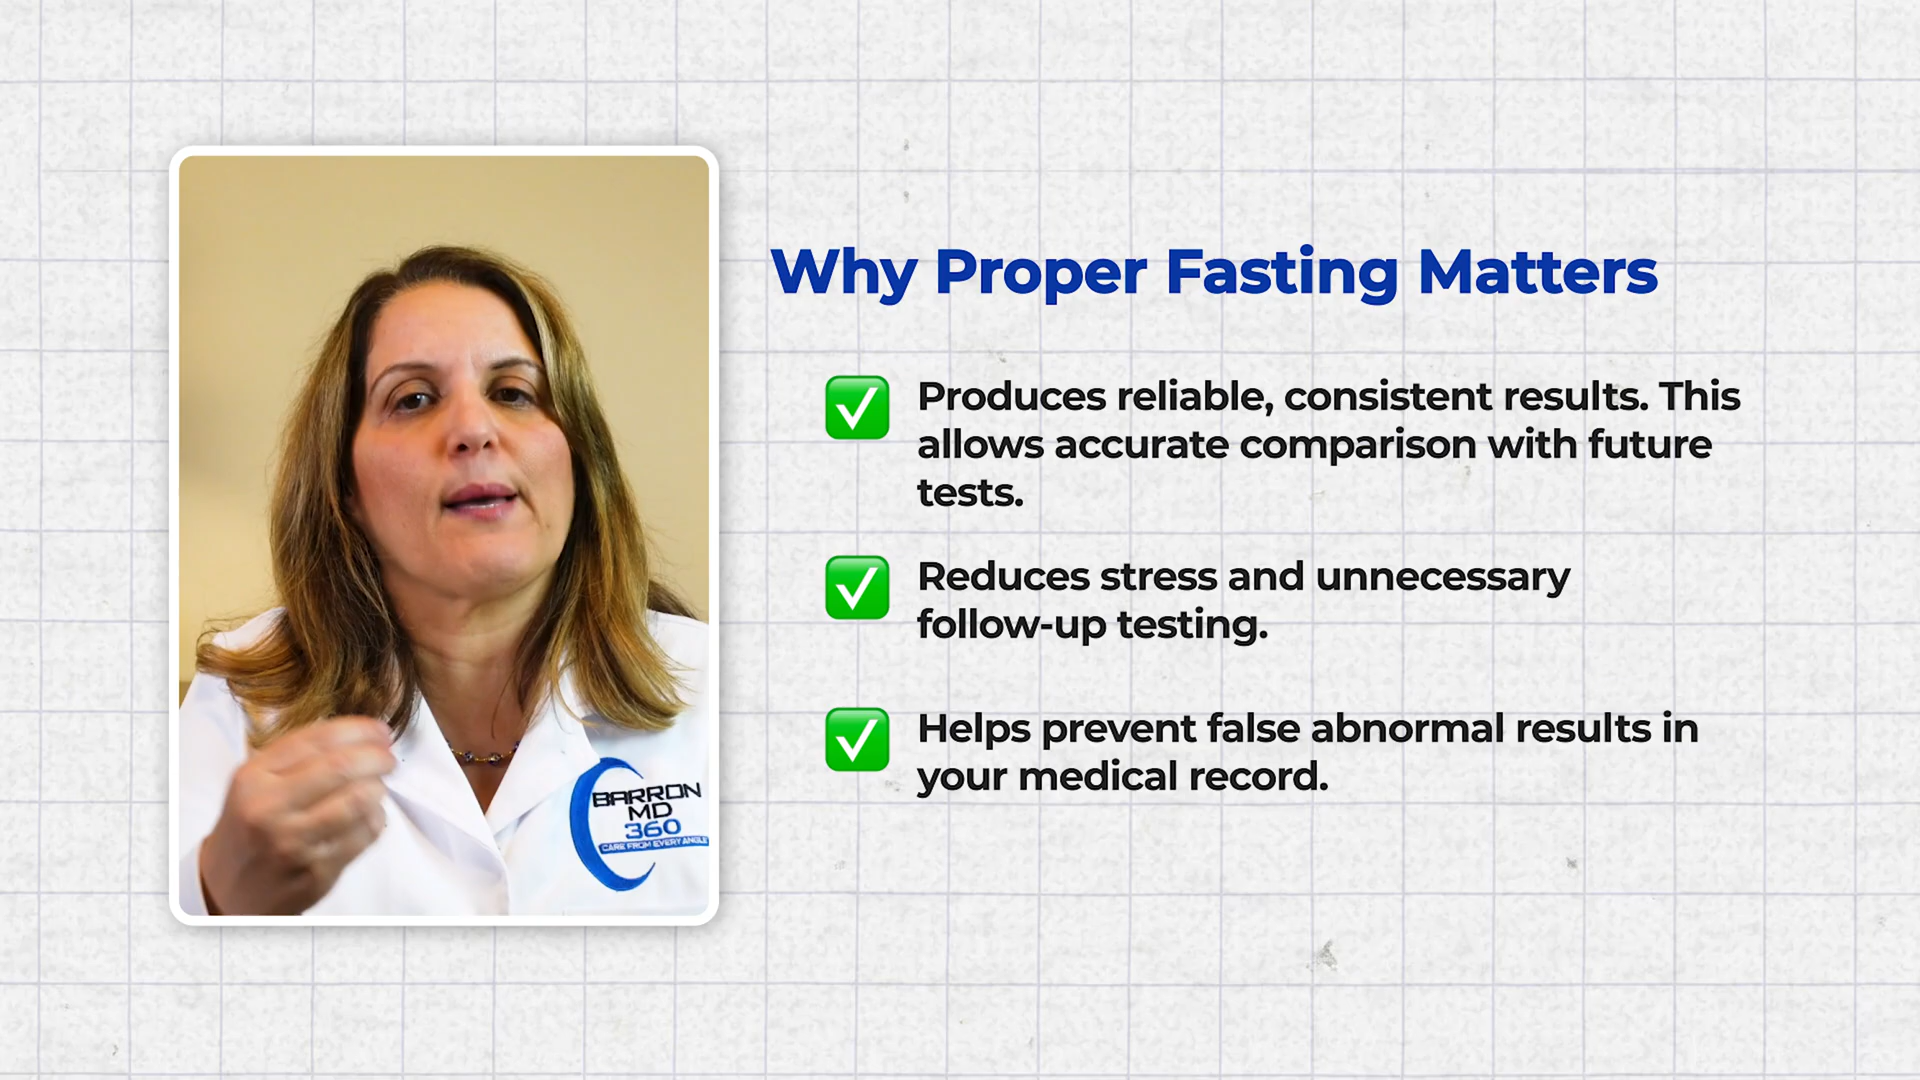 Why Proper Fasting Matters
Produces reliable, consistent results. This
allows accurate comparison with future
tests.
Reduces stress and unnecessary
follow-up testing.
Helps prevent false abnormal results in
your medical record.
BARRON
MD
360
CARE FROM EVERY ANGLE